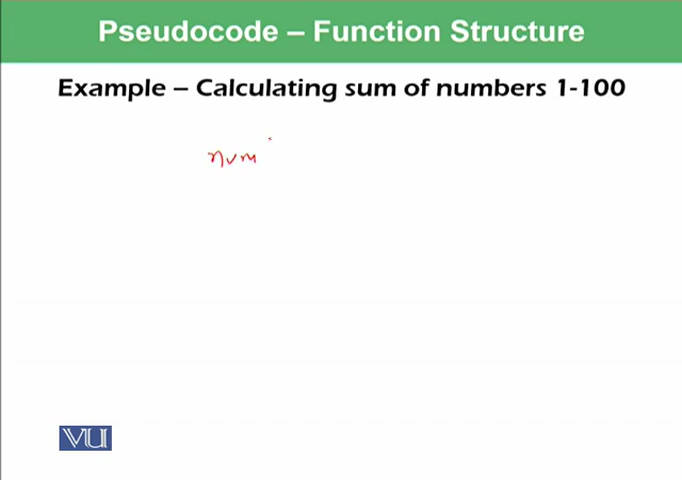 Pseudocode – Function Structure
Example – Calculating sum of numbers 1-100
num
VU